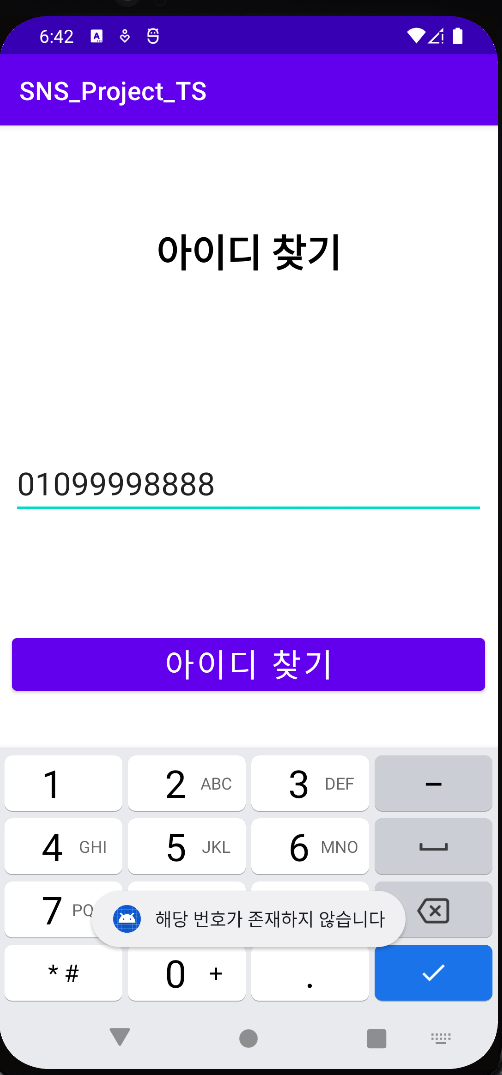 6:42
SNS_Project_TS
아이디 찾기
01099998888
아이디 찾기
1 2 ABC 3 DEF –
4 GHI 5 JKL 6 MNO
7 PQ
해당 번호가 존재하지 않습니다
* # 0 + .